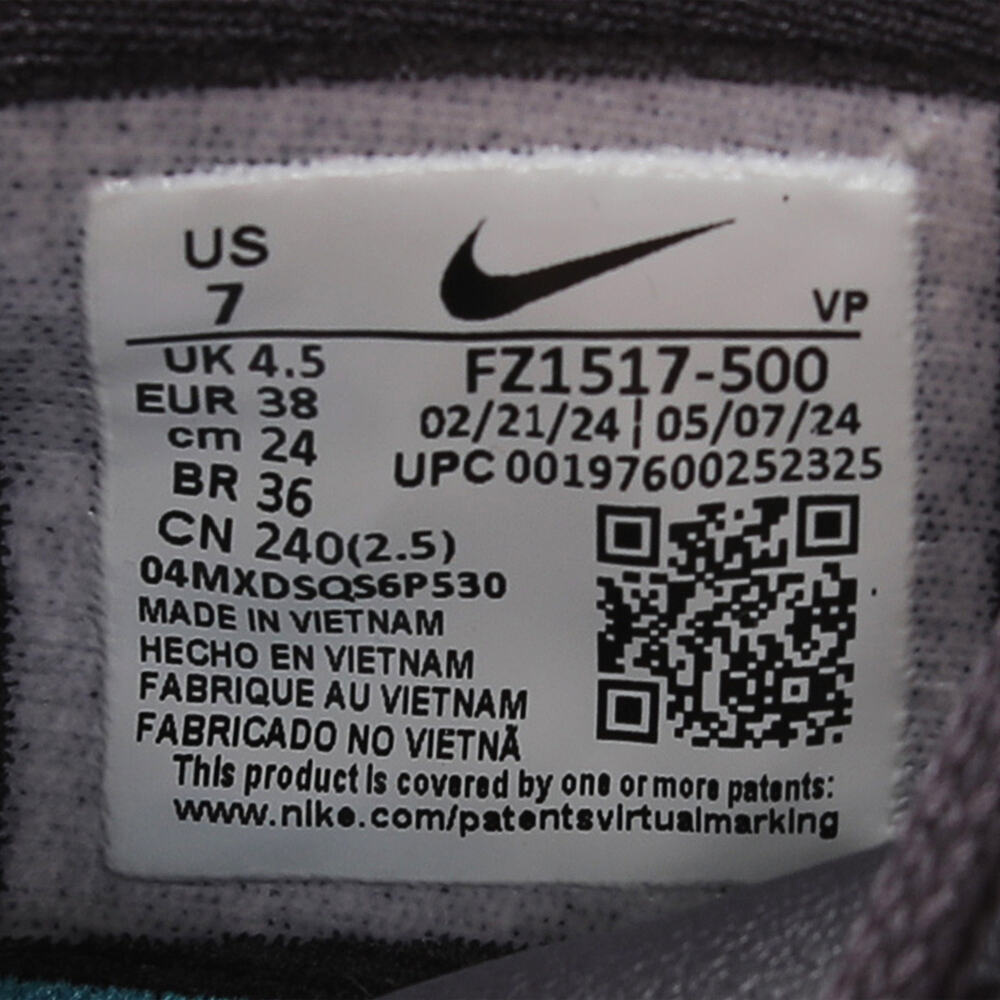 US
7
VP
UK 4.5
EUR 38
cm 24
BR 36
CN 240(2.5)
FZ1517-500
02/21/24 | 05/07/24
UPC 00197600252325
04MXDSQS6P530
MADE IN VIETNAM
HECHO EN VIETNAM
FABRIQUE AU VIETNAM
FABRICADO NO VIETNÃ
This product is covered by one or more patents:
www.nike.com/patentsvirtualmarking